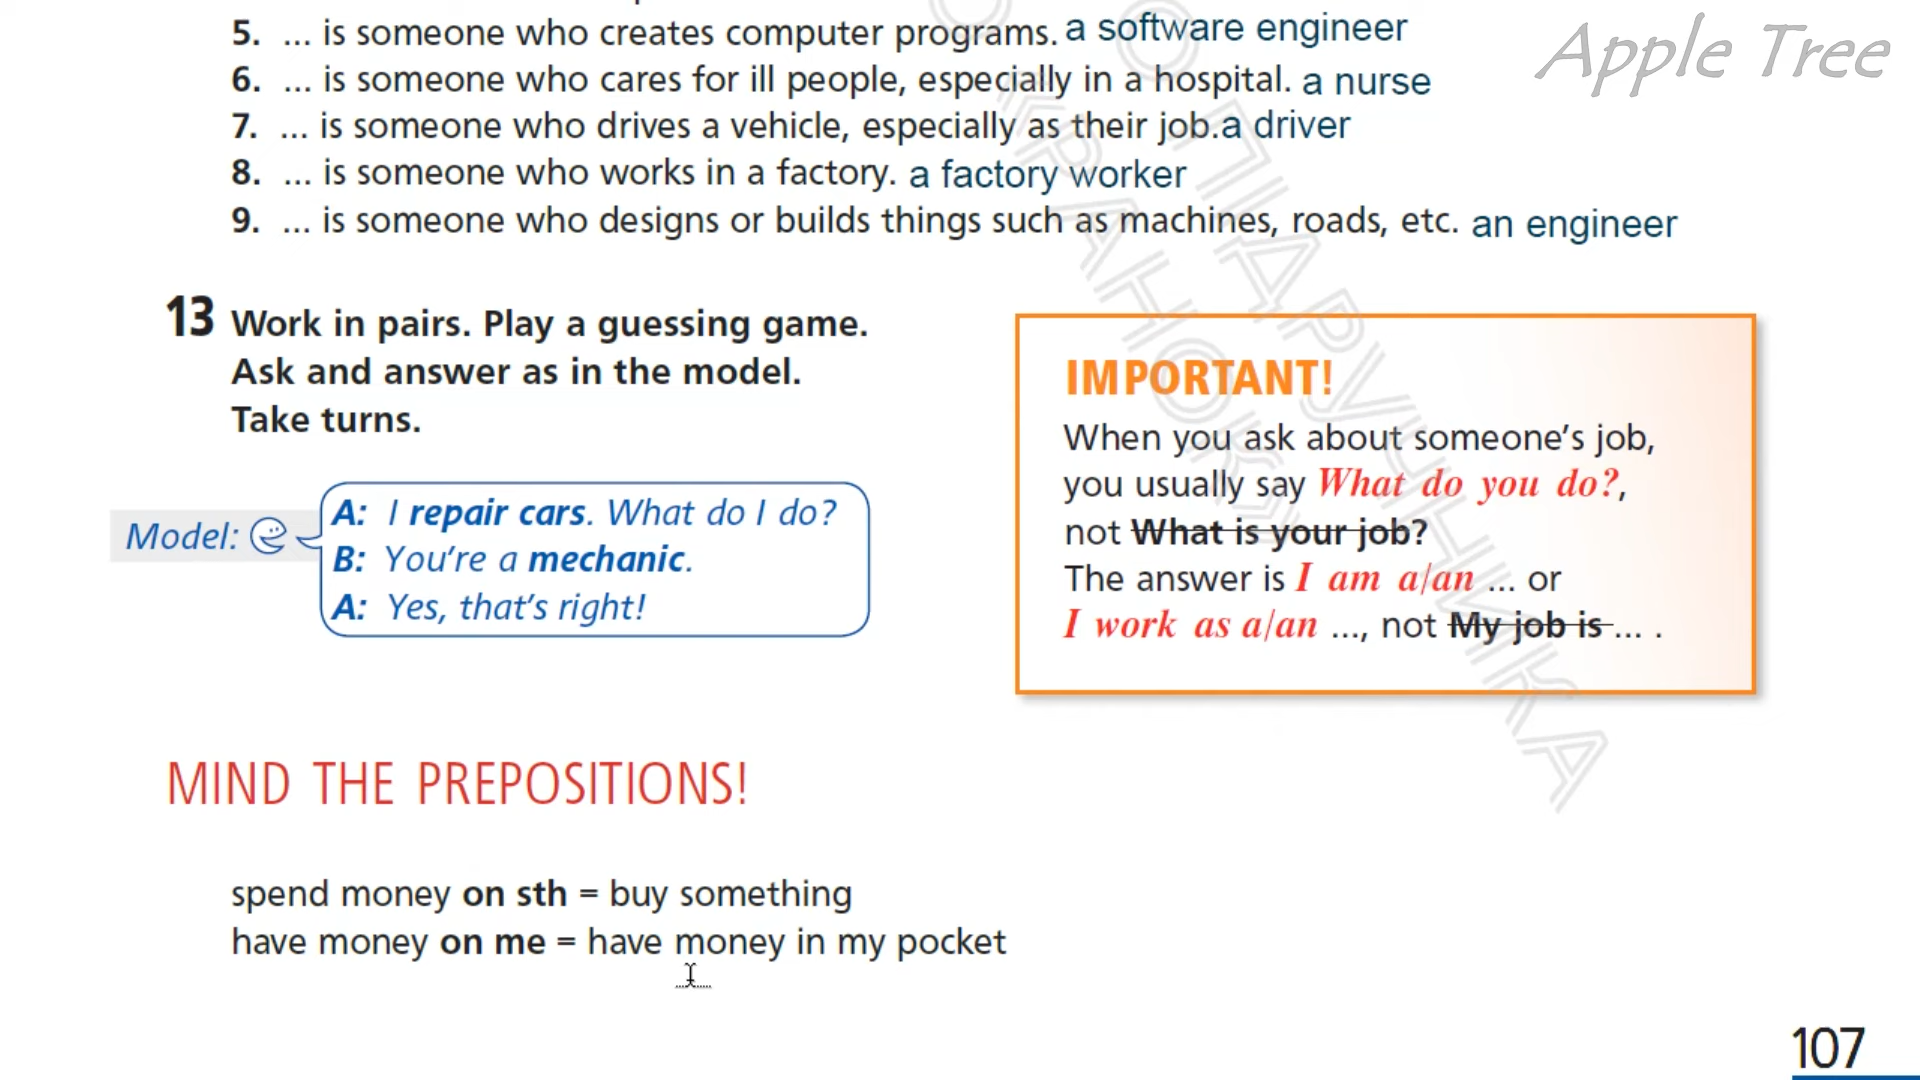 5. ... is someone who creates computer programs. a software engineer
6. ... is someone who cares for ill people, especially in a hospital. a nurse
7. ... is someone who drives a vehicle, especially as their job. a driver
8. ... is someone who works in a factory. a factory worker
9. ... is someone who designs or builds things such as machines, roads, etc. an engineer
Apple Tree
13 Work in pairs. Play a guessing game.
Ask and answer as in the model.
Take turns.
Model:
A: I repair cars. What do I do?
B: You're a mechanic.
A: Yes, that's right!
IMPORTANT!
When you ask about someone's job,
you usually say What do you do?,
not What is your job?
The answer is I am a/an ... or
I work as a/an ..., not My job is ... .
MIND THE PREPOSITIONS!
spend money on sth = buy something
have money on me = have money in my pocket
107
«РАНОК»
ПІДРУЧНИКА